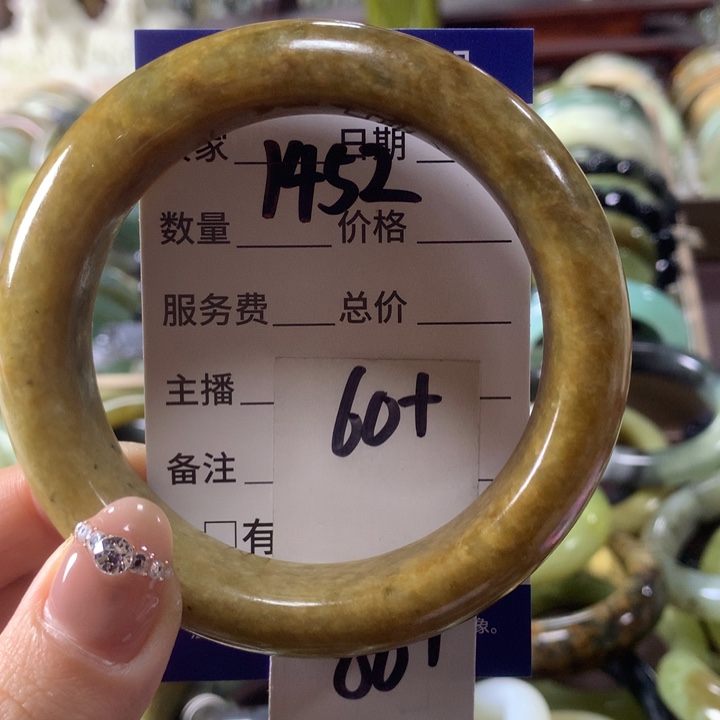 家 日期
1452
数量 价格
服务费 总价
主播
60+
备注
□有
象。